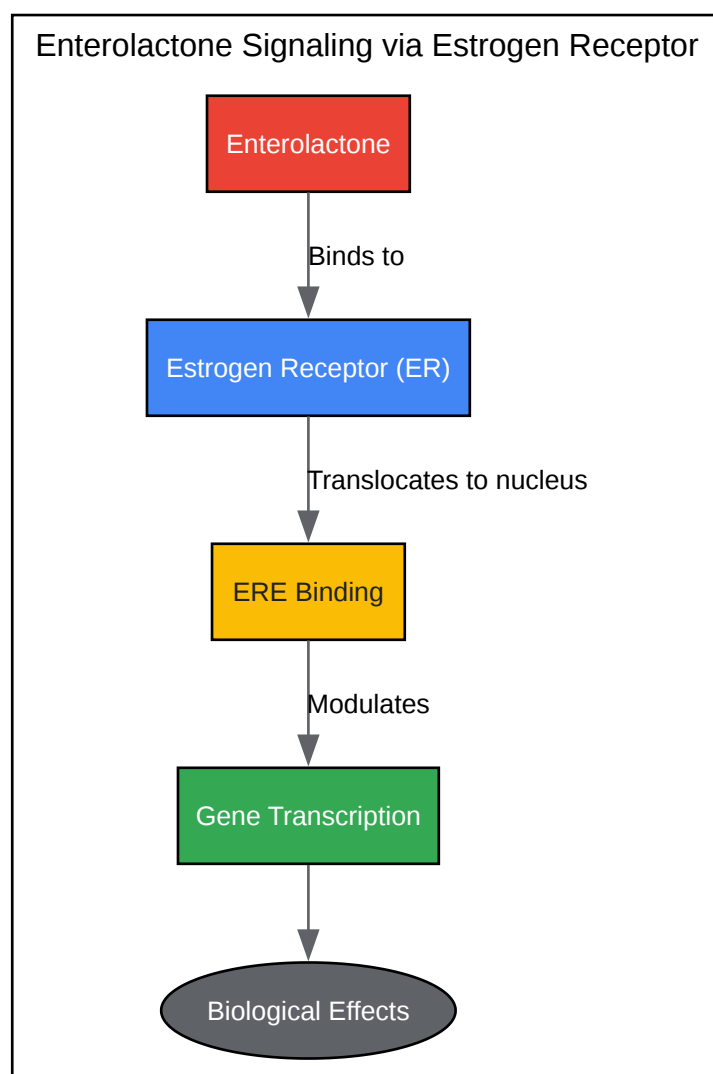 Enterolactone Signaling via Estrogen Receptor
Enterolactone
Binds to
Estrogen Receptor (ER)
Translocates to nucleus
ERE Binding
Modulates
Gene Transcription
Biological Effects